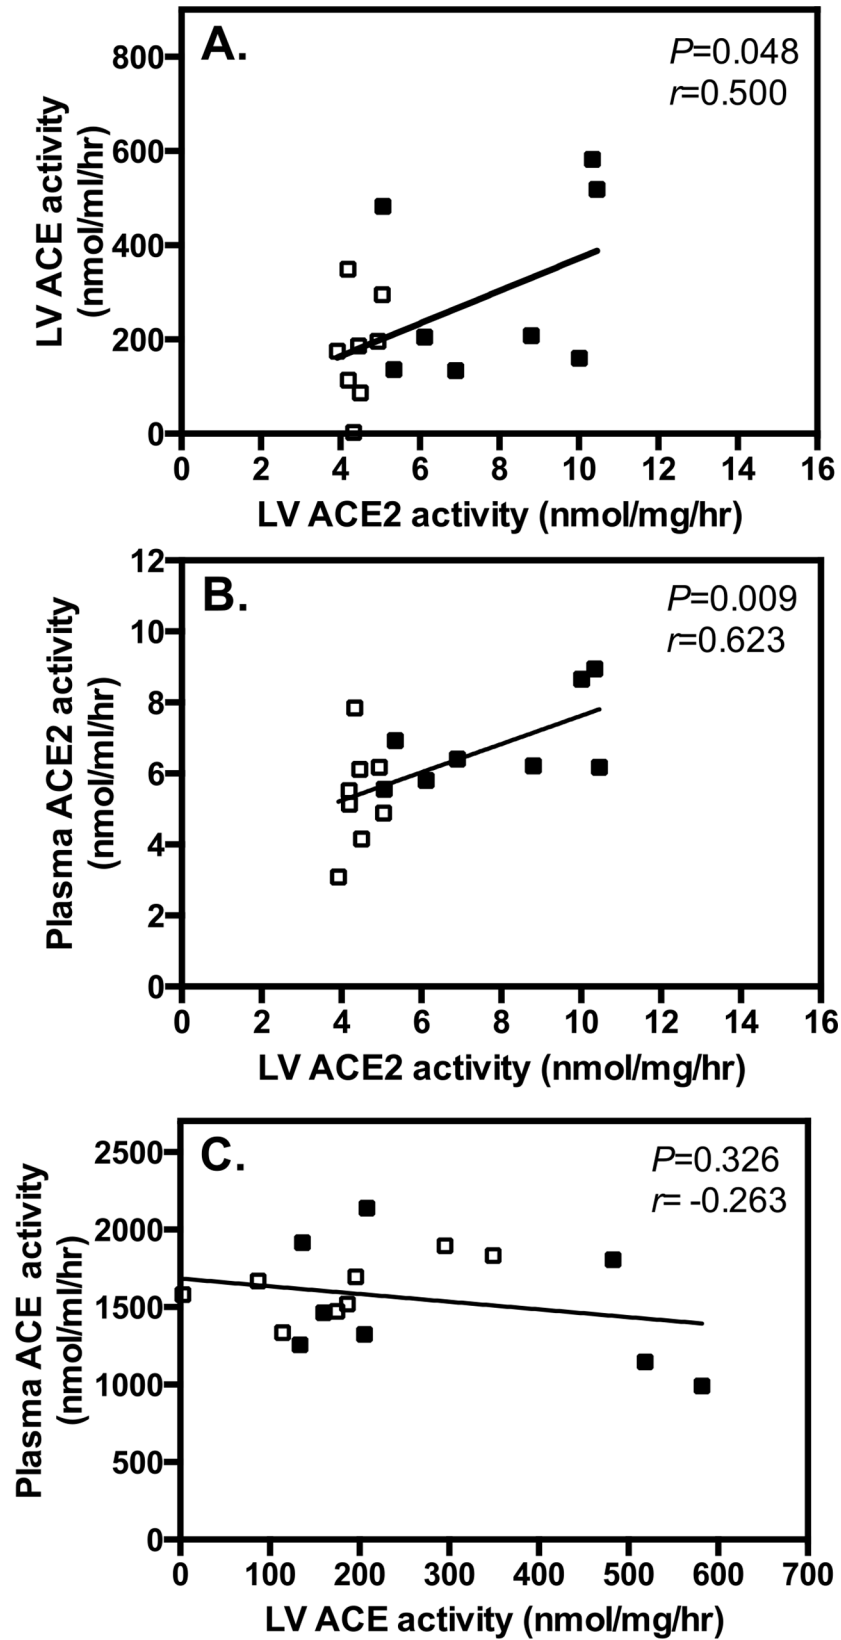 A.
P=0.048
r=0.500
LV ACE activity
(nmol/ml/hr)
800
600
400
200
0
0 2 4 6 8 10 12 14 16
LV ACE2 activity (nmol/mg/hr)
B.
P=0.009
r=0.623
Plasma ACE2 activity
(nmol/ml/hr)
12
10
8
6
4
2
0
0 2 4 6 8 10 12 14 16
LV ACE2 activity (nmol/mg/hr)
C.
P=0.326
r= -0.263
Plasma ACE activity
(nmol/ml/hr)
2500
2000
1500
1000
500
0
0 100 200 300 400 500 600 700
LV ACE activity (nmol/mg/hr)